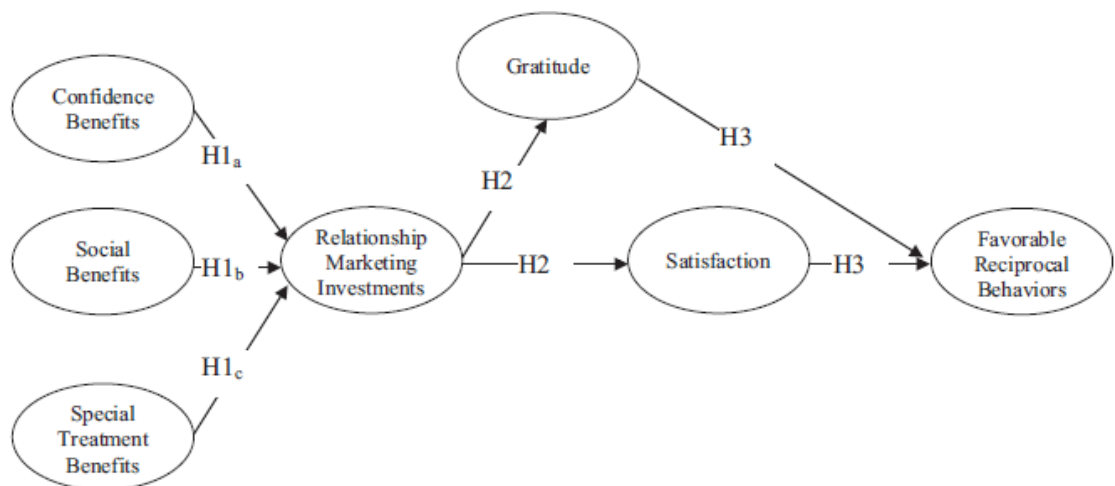 Gratitude
Confidence
Benefits
H3
H1a
H2
Social
Benefits
H1b
Relationship
Marketing
Investments
H2
Satisfaction
H3
Favorable
Reciprocal
Behaviors
H1c
Special
Treatment
Benefits